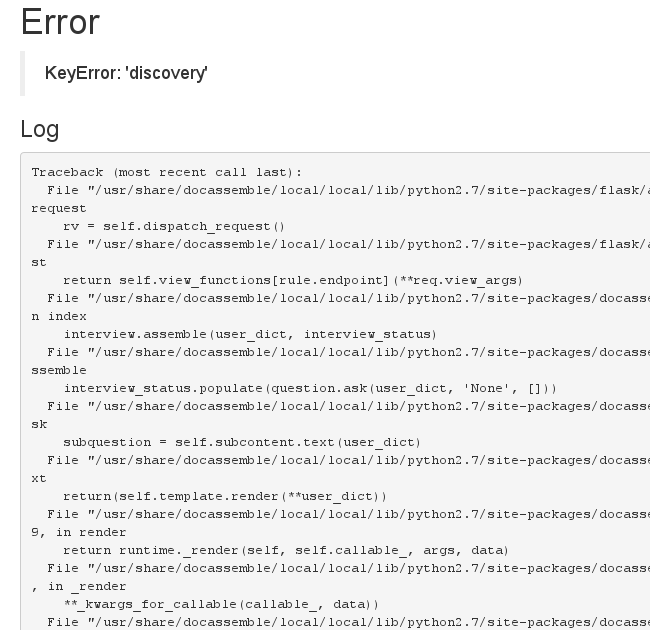 Error
KeyError: 'discovery'
Log
Traceback (most recent call last):
File "/usr/share/docassemble/local/local/lib/python2.7/site-packages/flask/
request
rv = self.dispatch_request()
File "/usr/share/docassemble/local/local/lib/python2.7/site-packages/flask/
st
return self.view_functions[rule.endpoint](**req.view_args)
File "/usr/share/docassemble/local/local/lib/python2.7/site-packages/docasse
n index
interview.assemble(user_dict, interview_status)
File "/usr/share/docassemble/local/local/lib/python2.7/site-packages/docasse
ssemble
interview_status.populate(question.ask(user_dict, 'None', []))
File "/usr/share/docassemble/local/local/lib/python2.7/site-packages/docasse
sk
subquestion = self.subcontent.text(user_dict)
File "/usr/share/docassemble/local/local/lib/python2.7/site-packages/docasse
xt
return(self.template.render(**user_dict))
File "/usr/share/docassemble/local/local/lib/python2.7/site-packages/docasse
9, in render
return runtime._render(self, self.callable_, args, data)
File "/usr/share/docassemble/local/local/lib/python2.7/site-packages/docasse
, in _render
**_kwargs_for_callable(callable_, data))
File "/usr/share/docassemble/local/local/lib/python2.7/site-packages/docasse